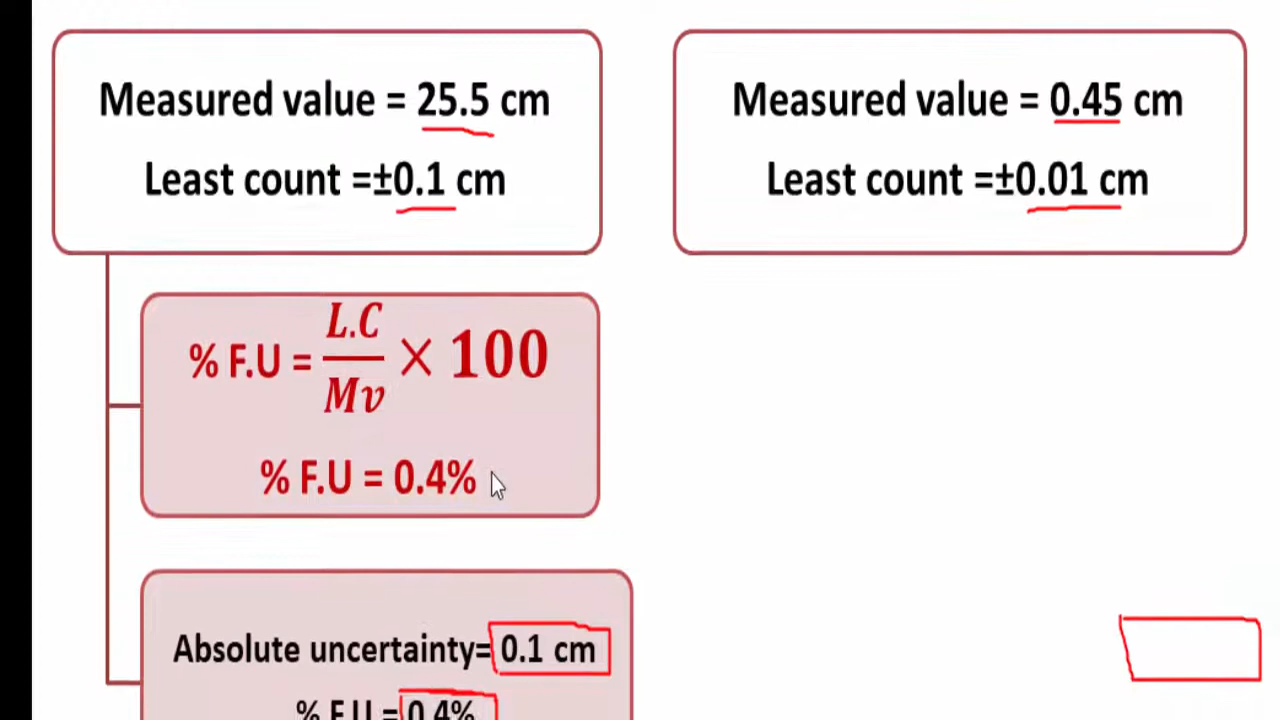 Measured value = 25.5 cm
Least count =±0.1 cm
Measured value = 0.45 cm
Least count =±0.01 cm
% F.U = L.C/Mv × 100
% F.U = 0.4%
Absolute uncertainty= 0.1 cm
% F.U = 0.4%